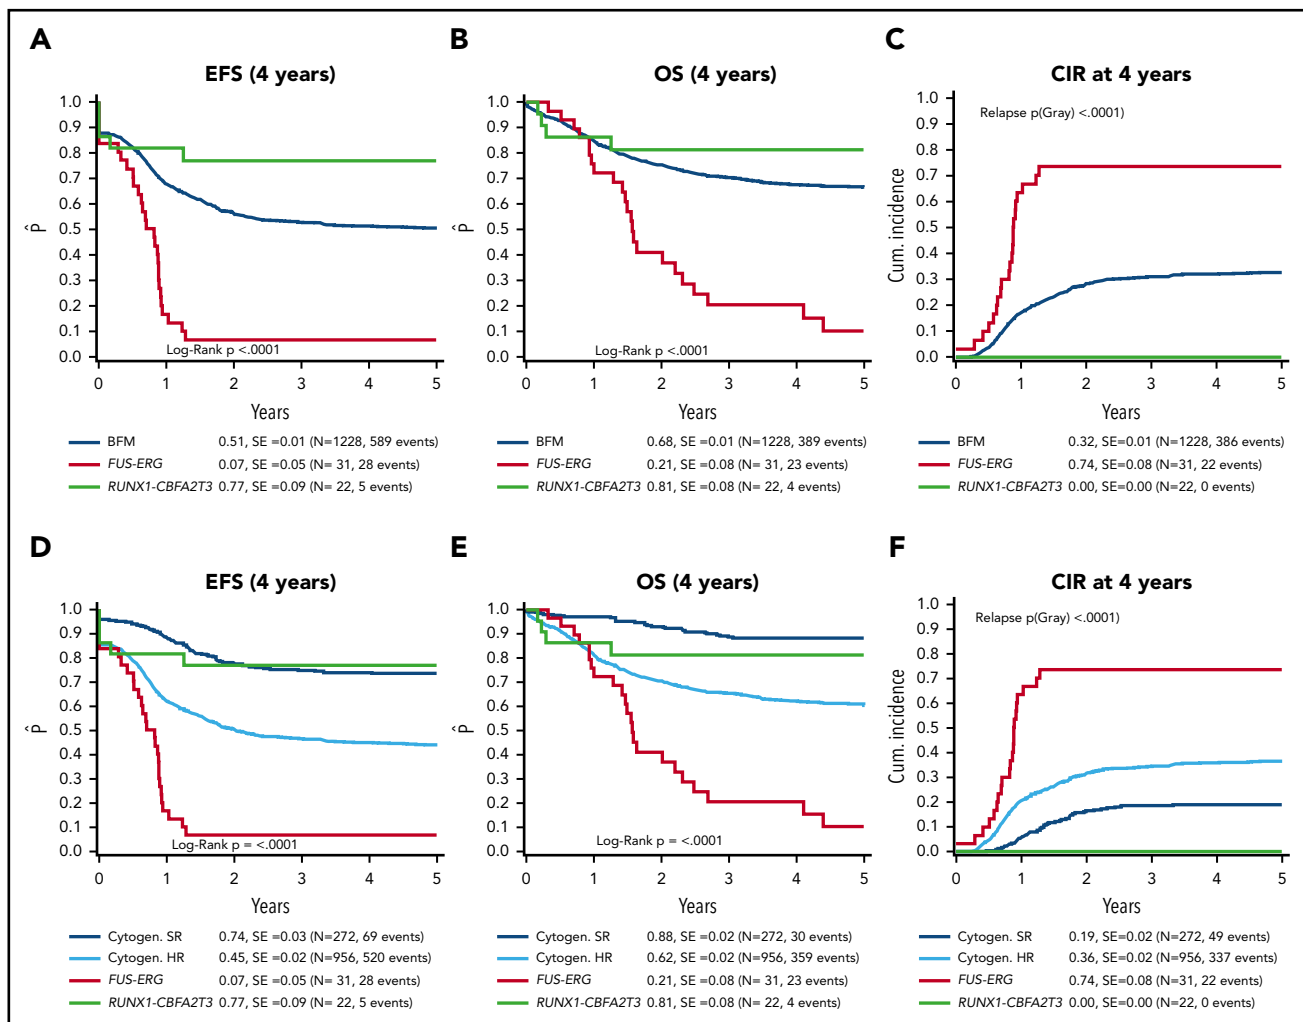 A
EFS (4 years)
1.0
0.9
0.8
0.7
0.6
0.5
0.4
0.3
0.2
0.1
0.0
P̂
Log-Rank p <.0001
0 1 2 3 4 5
Years
BFM 0.51, SE =0.01 (N=1228, 589 events)
FUS-ERG 0.07, SE =0.05 (N= 31, 28 events)
RUNX1-CBFA2T3 0.77, SE =0.09 (N= 22, 5 events)
B
OS (4 years)
1.0
0.9
0.8
0.7
0.6
0.5
0.4
0.3
0.2
0.1
0.0
P̂
Log-Rank p <.0001
0 1 2 3 4 5
Years
BFM 0.68, SE =0.01 (N=1228, 389 events)
FUS-ERG 0.21, SE =0.08 (N= 31, 23 events)
RUNX1-CBFA2T3 0.81, SE =0.08 (N= 22, 4 events)
C
CIR at 4 years
1.0
0.9
0.8
0.7
0.6
0.5
0.4
0.3
0.2
0.1
0.0
Cum. incidence
Relapse p(Gray) <.0001)
0 1 2 3 4 5
Years
BFM 0.32, SE=0.01 (N=1228, 386 events)
FUS-ERG 0.74, SE=0.08 (N=31, 22 events)
RUNX1-CBFA2T3 0.00, SE=0.00 (N=22, 0 events)
D
EFS (4 years)
1.0
0.9
0.8
0.7
0.6
0.5
0.4
0.3
0.2
0.1
0.0
P̂
Log-Rank p = <.0001
0 1 2 3 4 5
Years
Cytogen. SR 0.74, SE =0.03 (N=272, 69 events)
Cytogen. HR 0.45, SE =0.02 (N=956, 520 events)
FUS-ERG 0.07, SE =0.05 (N= 31, 28 events)
RUNX1-CBFA2T3 0.77, SE =0.09 (N= 22, 5 events)
E
OS (4 years)
1.0
0.9
0.8
0.7
0.6
0.5
0.4
0.3
0.2
0.1
0.0
P̂
Log-Rank p = <.0001
0 1 2 3 4 5
Years
Cytogen. SR 0.88, SE =0.02 (N=272, 30 events)
Cytogen. HR 0.62, SE =0.02 (N=956, 359 events)
FUS-ERG 0.21, SE =0.08 (N= 31, 23 events)
RUNX1-CBFA2T3 0.81, SE =0.08 (N= 22, 4 events)
F
CIR at 4 years
1.0
0.9
0.8
0.7
0.6
0.5
0.4
0.3
0.2
0.1
0.0
Cum. incidence
Relapse p(Gray) <.0001)
0 1 2 3 4 5
Years
Cytogen. SR 0.19, SE=0.02 (N=272, 49 events)
Cytogen. HR 0.36, SE=0.02 (N=956, 337 events)
FUS-ERG 0.74, SE=0.08 (N=31, 22 events)
RUNX1-CBFA2T3 0.00, SE=0.00 (N=22, 0 events)